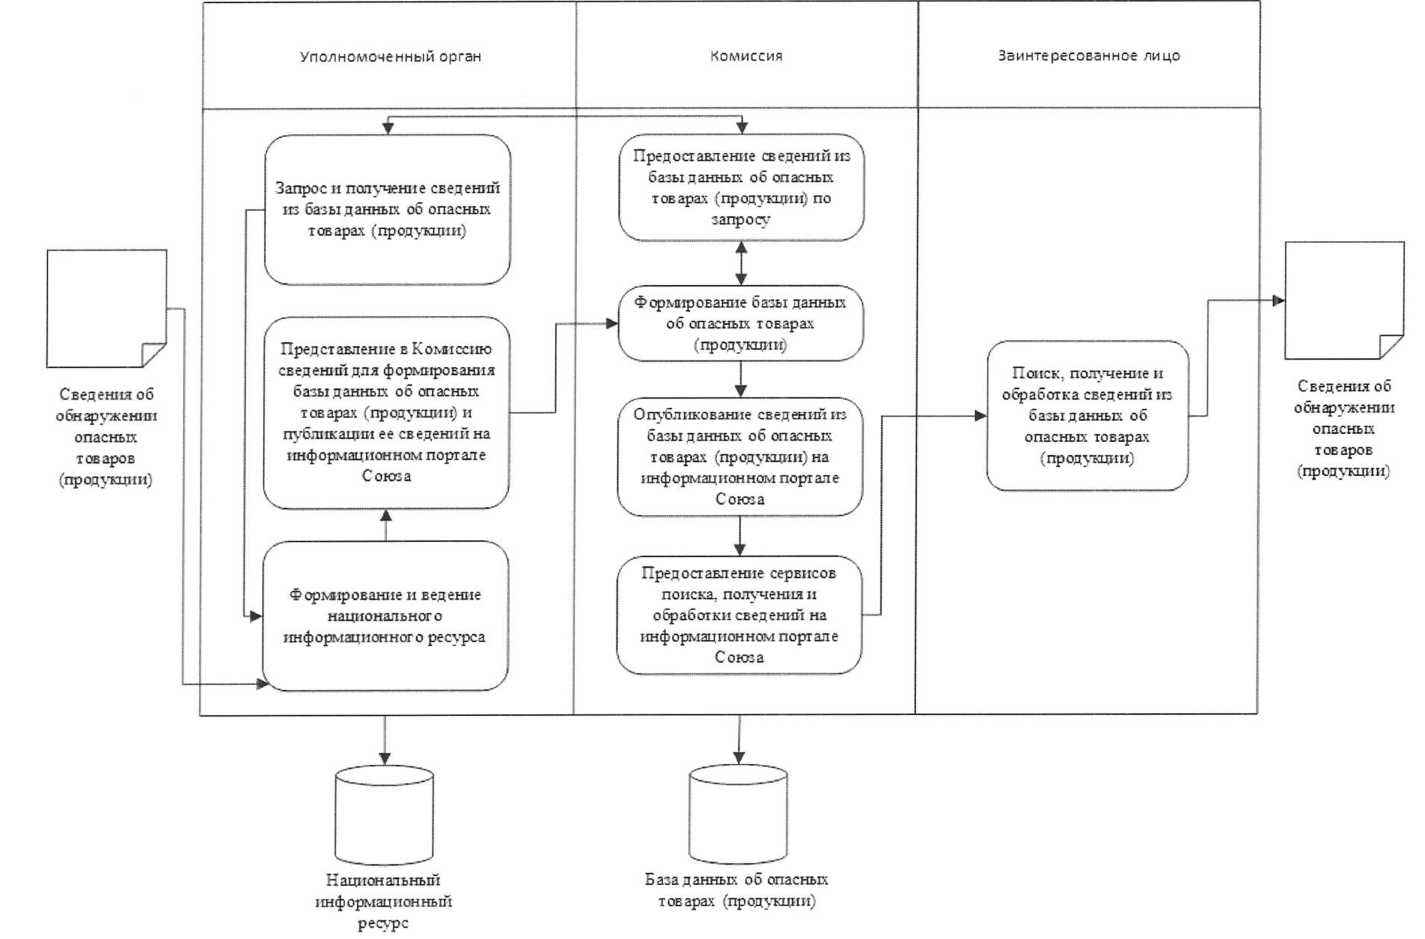 Уполномоченный орган
Комиссия
Заинтересованное лицо
Запрос и получение сведений
из базы данных об опасных
товарах (продукции)
Предоставление сведений из
базы данных об опасных
товарах (продукции) по
запросу
Сведения об
обнаружении
опасных
товаров
(продукции)
Представление в Комиссию
сведений для формирования
базы данных об опасных
товарах (продукции) и
публикации ее сведений на
информационном портале
Союза
Формирование базы данных
об опасных товарах
(продукции)
Опубликование сведений из
базы данных об опасных
товарах (продукции) на
информационном портале
Союза
Поиск, получение и
обработка сведений из
базы данных об
опасных товарах
(продукции)
Сведения об
обнаружении
опасных
товаров
(продукции)
Формирование и ведение
национального
информационного ресурса
Предоставление сервисов
поиска, получения и
обработки сведений на
информационном портале
Союза
Национальный
информационный
ресурс
База данных об опасных
товарах (продукции)